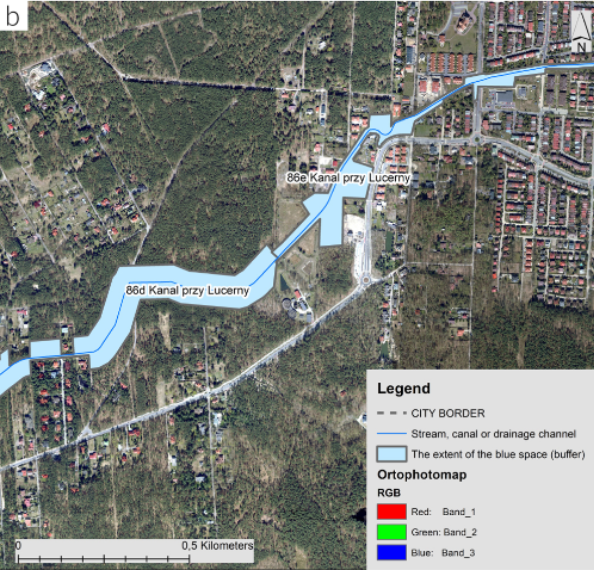 b
N
86e Kanal przy Lucerny
86d Kanal przy Lucerny
Legend
CITY BORDER
Stream, canal or drainage channel
The extent of the blue space (buffer)
Ortophotomap
RGB
Red: Band_1
Green: Band_2
Blue: Band_3
0 0,5 Kilometers